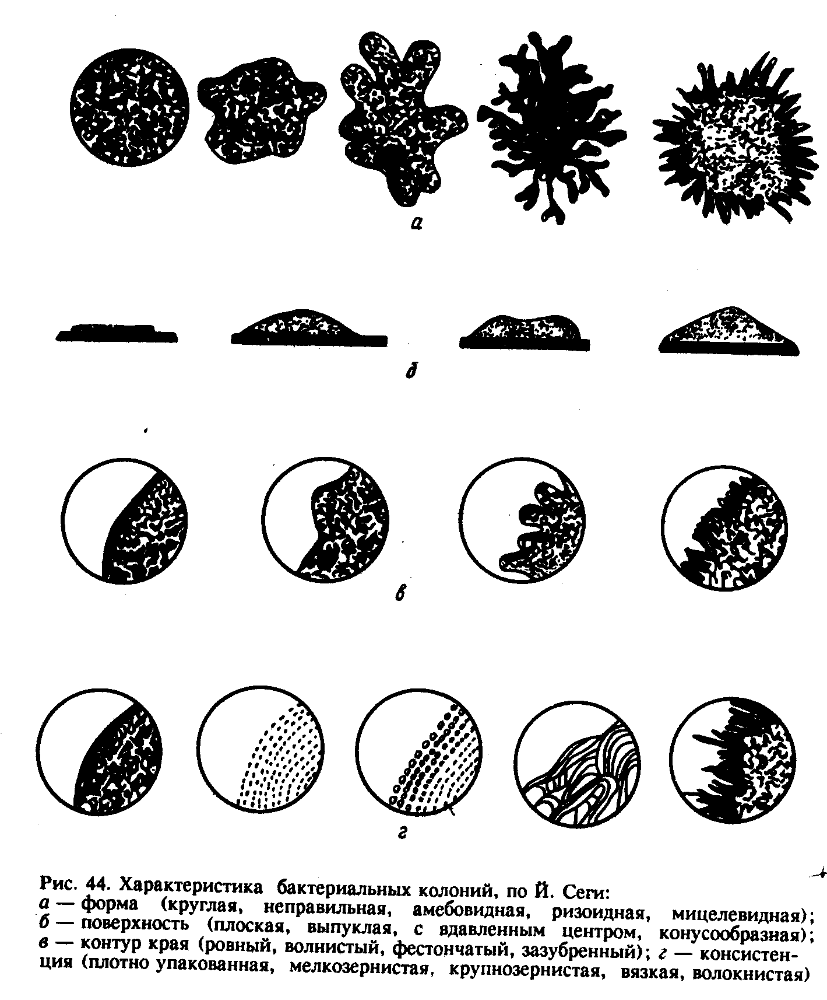 а
б
в
г
Рис. 44. Характеристика бактериальных колоний, по Й. Сеги:
а — форма (круглая, неправильная, амебовидная, ризоидная, мицелевидная);
б — поверхность (плоская, выпуклая, с вдавленным центром, конусообразная);
в — контур края (ровный, волнистый, фестончатый, зазубренный); г — консистен-
ция (плотно упакованная, мелкозернистая, крупнозернистая, вязкая, волокнистая)